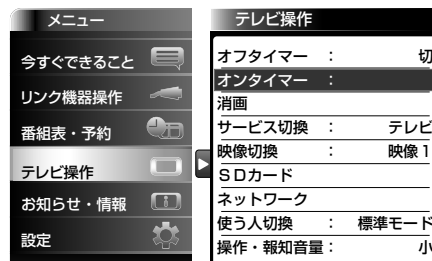 メニュー
今すぐできること
リンク機器操作
番組表・予約
テレビ操作
お知らせ・情報
設定
テレビ操作
オフタイマー : 切
オンタイマー :
消画
サービス切換 : テレビ
映像切換 : 映像1
SDカード
ネットワーク
使う人切換 : 標準モード
操作・報知音量 : 小